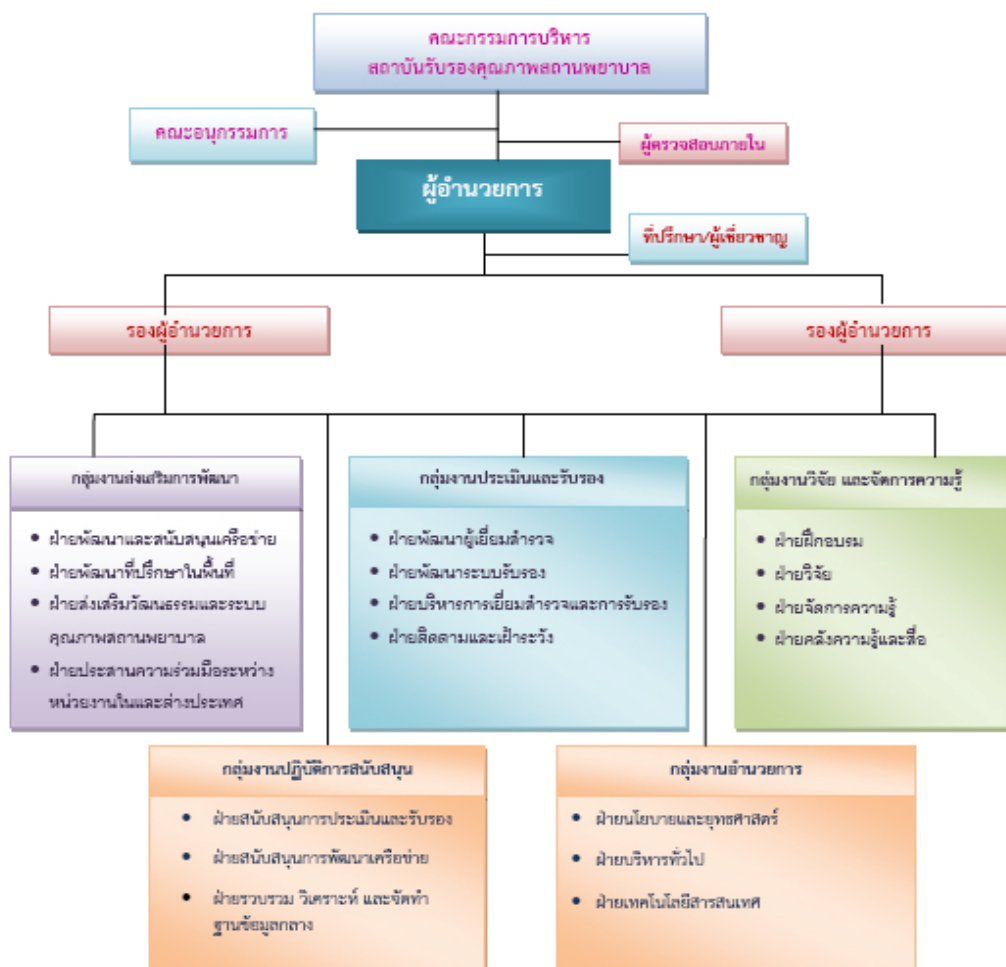 คณะกรรมการบริหาร
สถาบันรับรองคุณภาพสถานพยาบาล
คณะอนุกรรมการ
ผู้ตรวจสอบภายใน
ผู้อำนวยการ
ที่ปรึกษา/ผู้เชี่ยวชาญ
รองผู้อำนวยการ
รองผู้อำนวยการ
กลุ่มงานส่งเสริมการพัฒนา
• ฝ่ายพัฒนาและสนับสนุนเครือข่าย
• ฝ่ายพัฒนาที่ปรึกษาในพื้นที่
• ฝ่ายส่งเสริมวัฒนธรรมและระบบ
คุณภาพสถานพยาบาล
• ฝ่ายประสานความร่วมมือระหว่าง
หน่วยงานในและต่างประเทศ
กลุ่มงานประเมินและรับรอง
• ฝ่ายพัฒนาผู้เยี่ยมสำรวจ
• ฝ่ายพัฒนาระบบรับรอง
• ฝ่ายบริหารการเยี่ยมสำรวจและการรับรอง
• ฝ่ายติดตามและเฝ้าระวัง
กลุ่มงานวิจัย และจัดการความรู้
• ฝ่ายฝึกอบรม
• ฝ่ายวิจัย
• ฝ่ายจัดการความรู้
• ฝ่ายคลังความรู้และสื่อ
กลุ่มงานปฏิบัติการสนับสนุน
• ฝ่ายสนับสนุนการประเมินและรับรอง
• ฝ่ายสนับสนุนการพัฒนาเครือข่าย
• ฝ่ายรวบรวม วิเคราะห์ และจัดทำ
ฐานข้อมูลกลาง
กลุ่มงานอำนวยการ
• ฝ่ายนโยบายและยุทธศาสตร์
• ฝ่ายบริหารทั่วไป
• ฝ่ายเทคโนโลยีสารสนเทศ